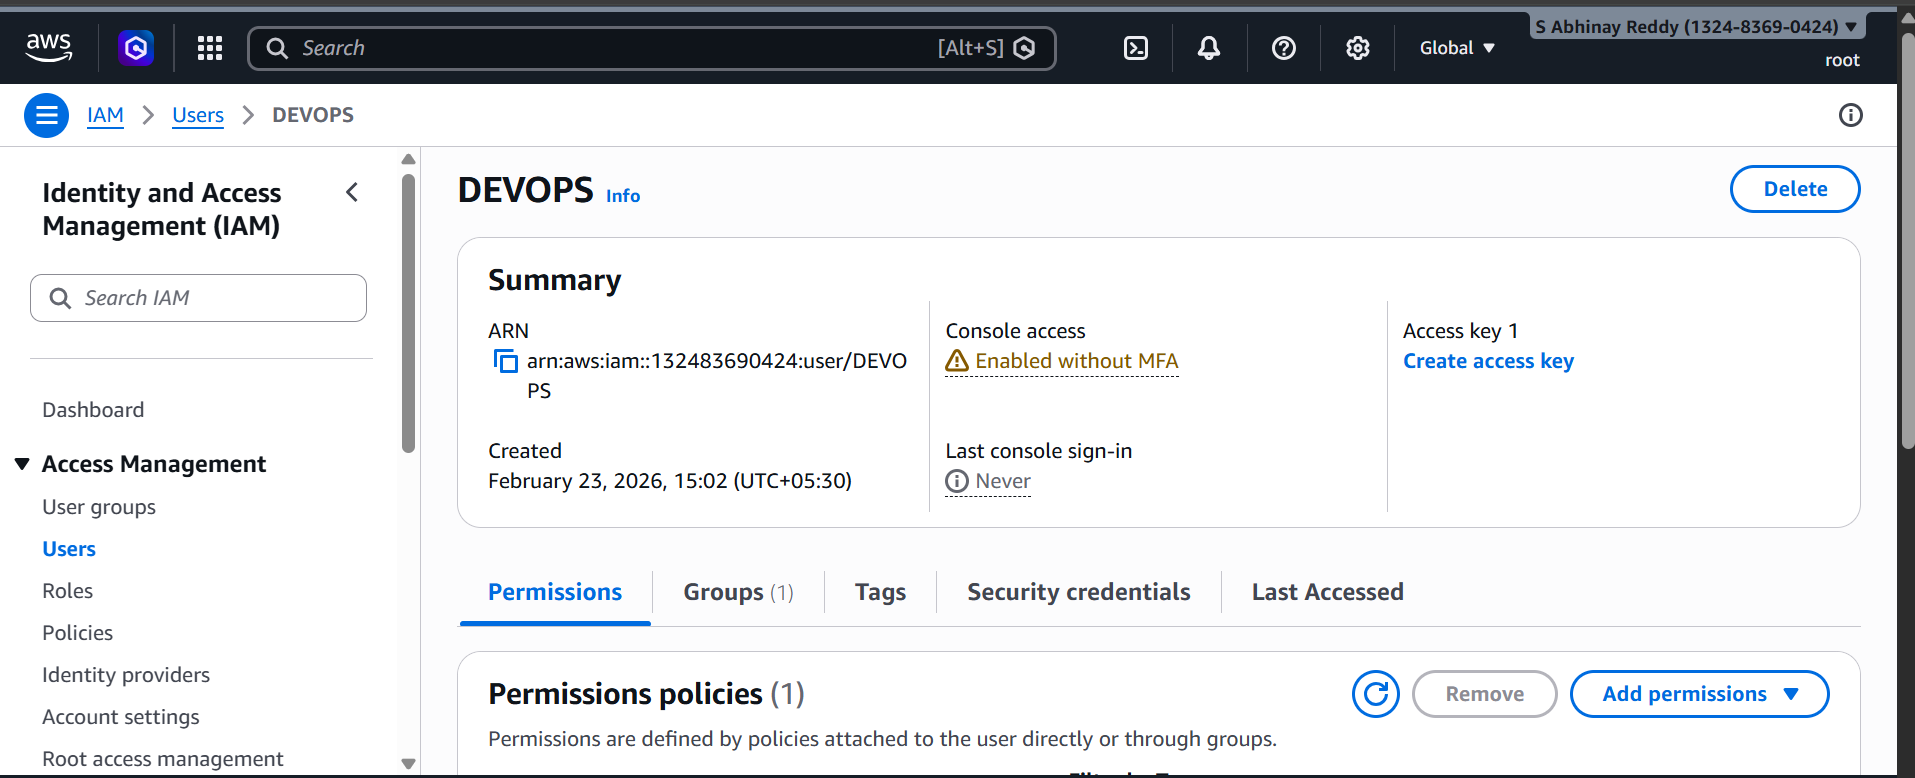 aws
Search [Alt+S]
Global
S Abhinay Reddy (1324-8369-0424)
root
IAM Users DEVOPS
Identity and Access
Management (IAM)
Search IAM
Dashboard
Access Management
User groups
Users
Roles
Policies
Identity providers
Account settings
Root access management
DEVOPS Info
Delete
Summary
ARN
arn:aws:iam::132483690424:user/DEVO
PS
Created
February 23, 2026, 15:02 (UTC+05:30)
Console access
Enabled without MFA
Last console sign-in
Never
Access key 1
Create access key
Permissions
Groups (1)
Tags
Security credentials
Last Accessed
Permissions policies (1)
Remove
Add permissions
Permissions are defined by policies attached to the user directly or through groups.